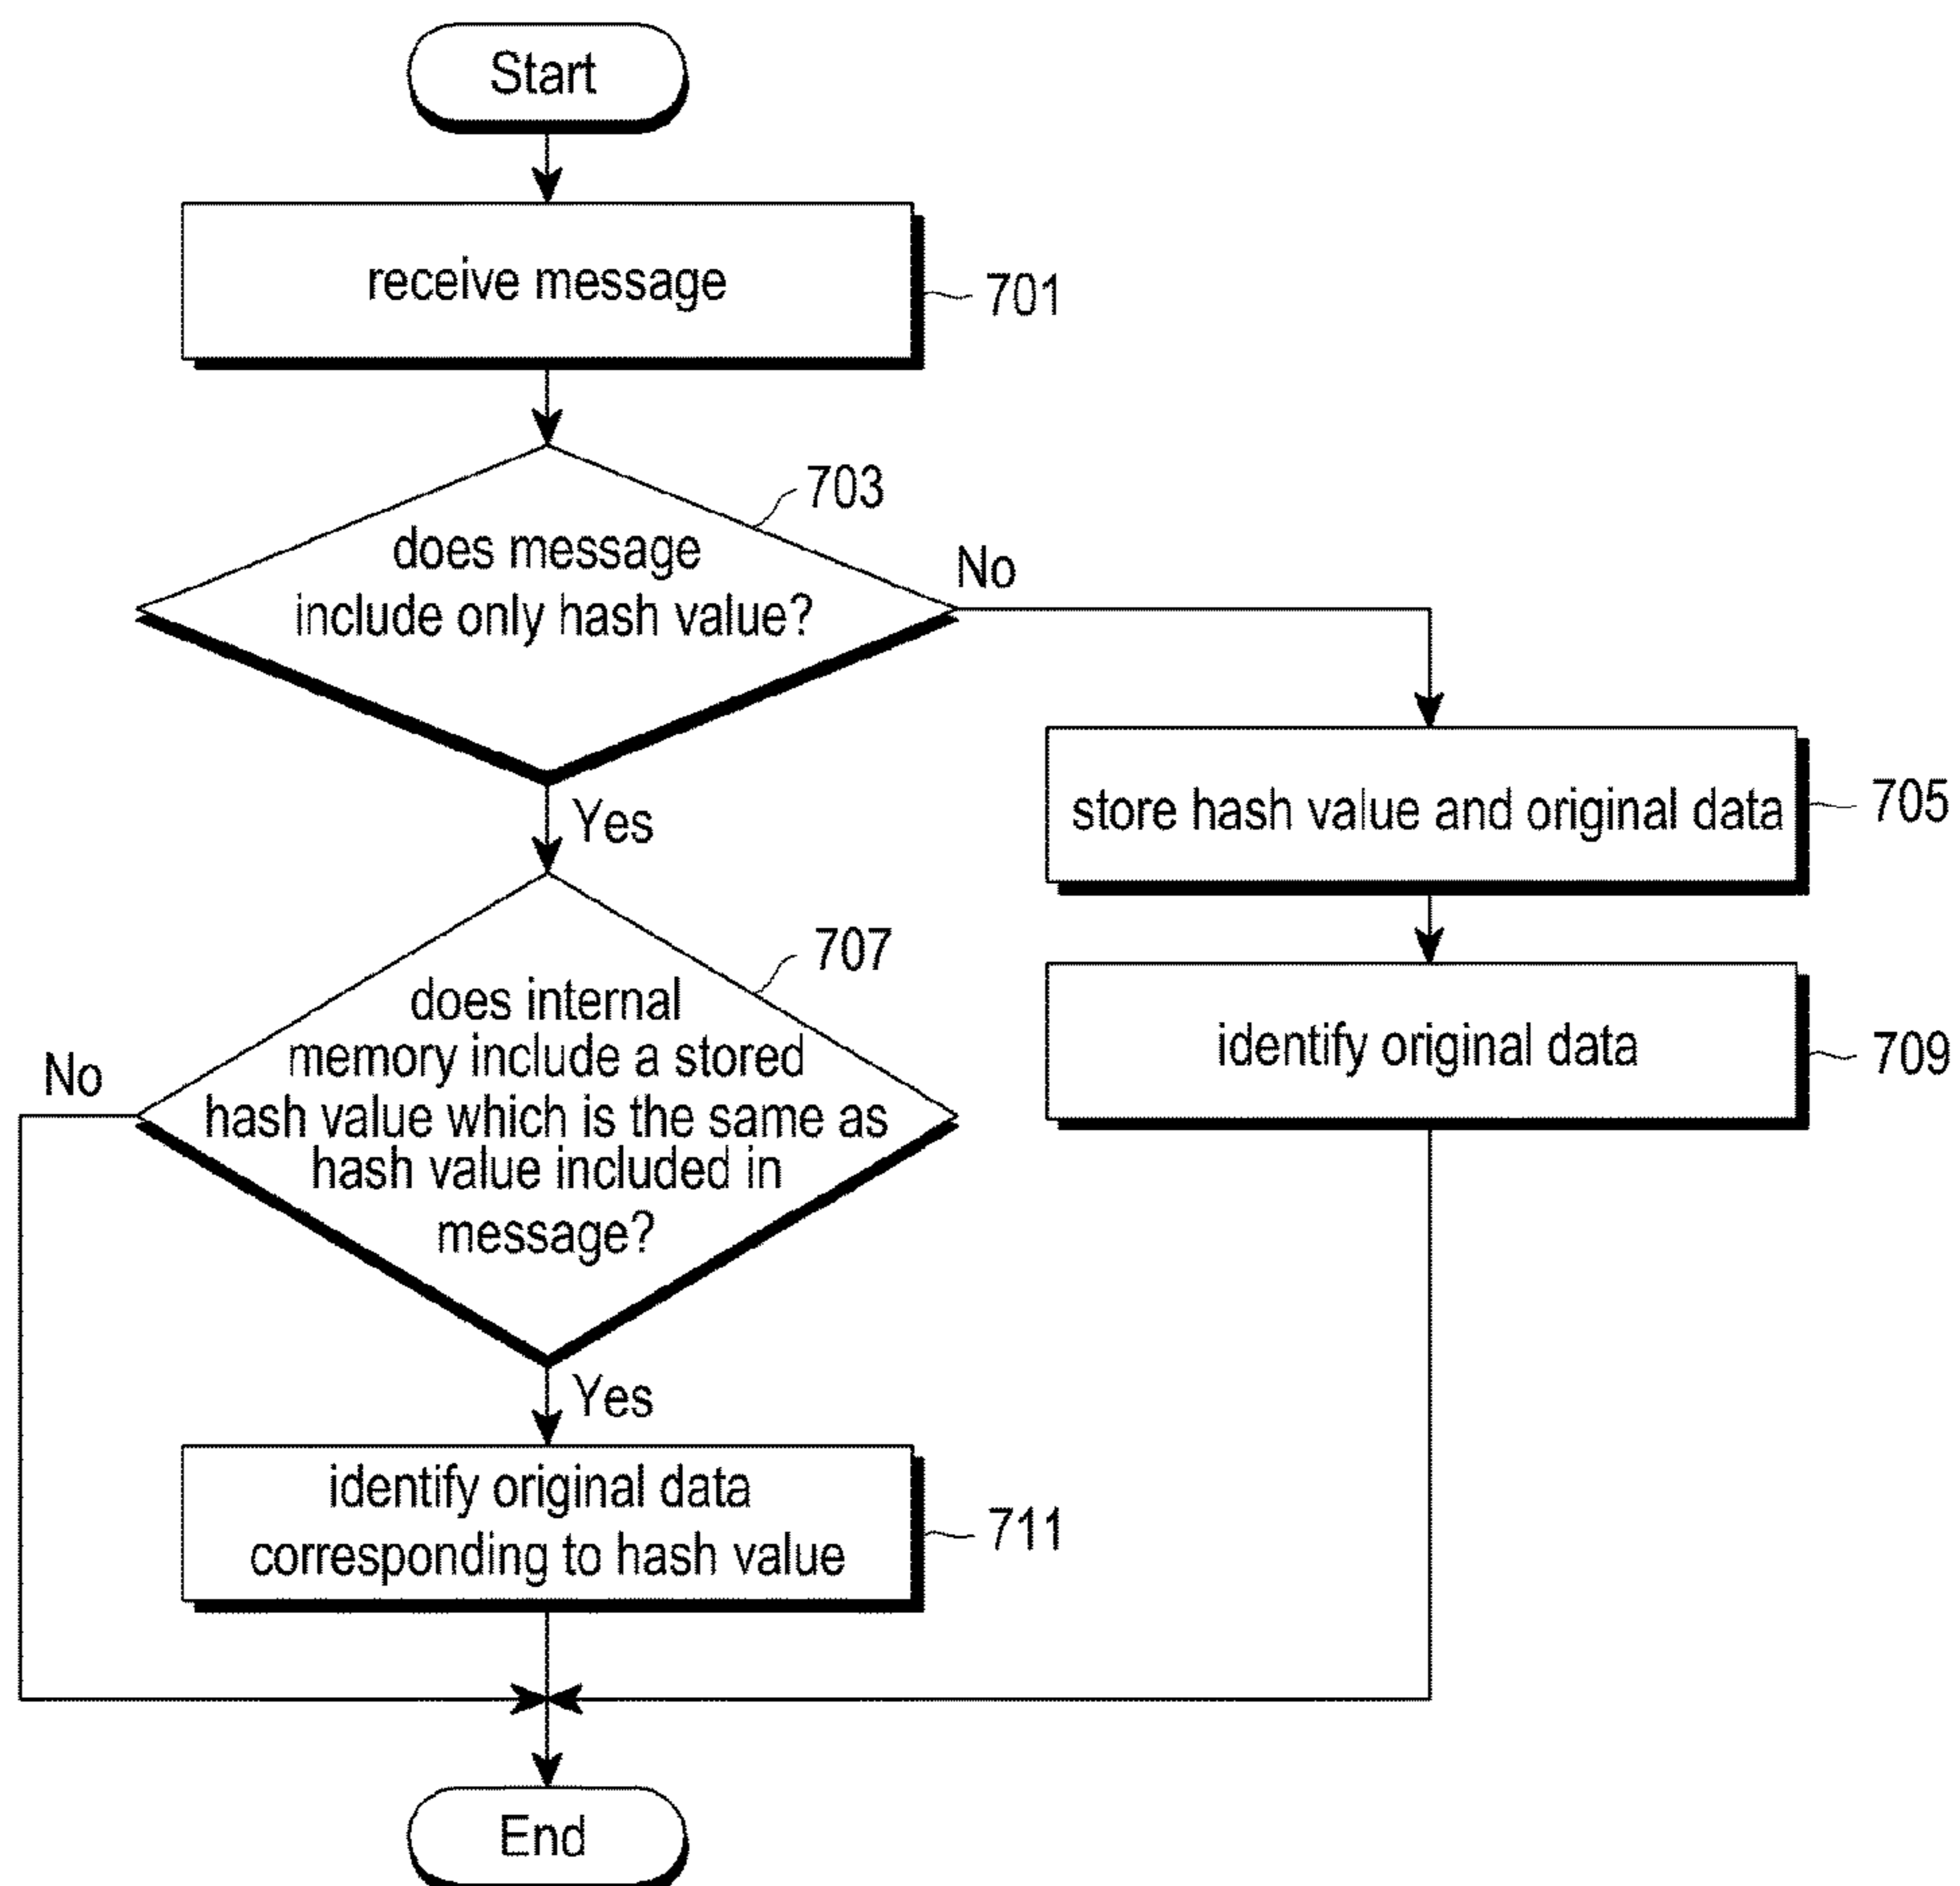 Start
receive message
701
703
does message
include only hash value?
No
Yes
store hash value and original data
705
707
does internal
memory include a stored
hash value which is the same as
hash value included in
message?
No
identify original data
709
Yes
identify original data
corresponding to hash value
711
End